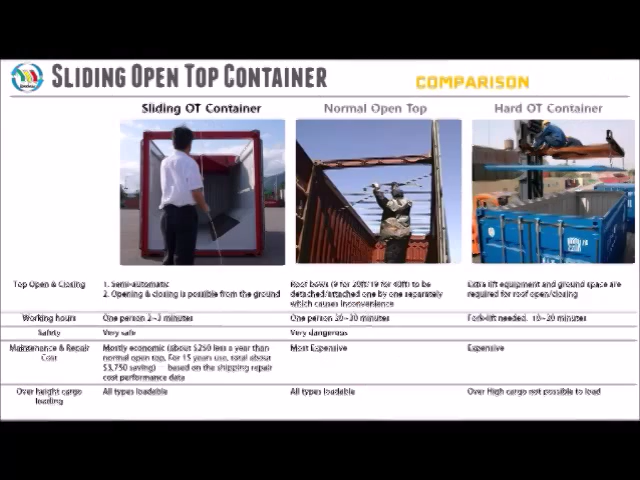 SLIDING OPEN TOP CONTAINER
COMPARISON
Sliding OT Container
Normal Open Top
Hard OT Container
Top Open & Closing
1. Semi-automatic
2. Opening & closing is possible from the ground
Roof bows (9 for 20ft/19 for 40ft) to be
detached/attached one by one separately
which causes inconvenience
Extra lift equipment and ground space are
required for roof open/closing
Working hours
One person 2~3 minutes
One person 20~30 minutes
Fork-lift needed. 10~20 minutes
Safety
Very safe
Very dangerous
Maintenance & Repair
Cost
Mostly economic (about $250 less a year than
normal open top, For 15 years use, total about
$3,750 saving) based on the shipping repair
cost performance data
Most Expensive
Expensive
Over height cargo
loading
All types loadable
All types loadable
Over High cargo not possible to load